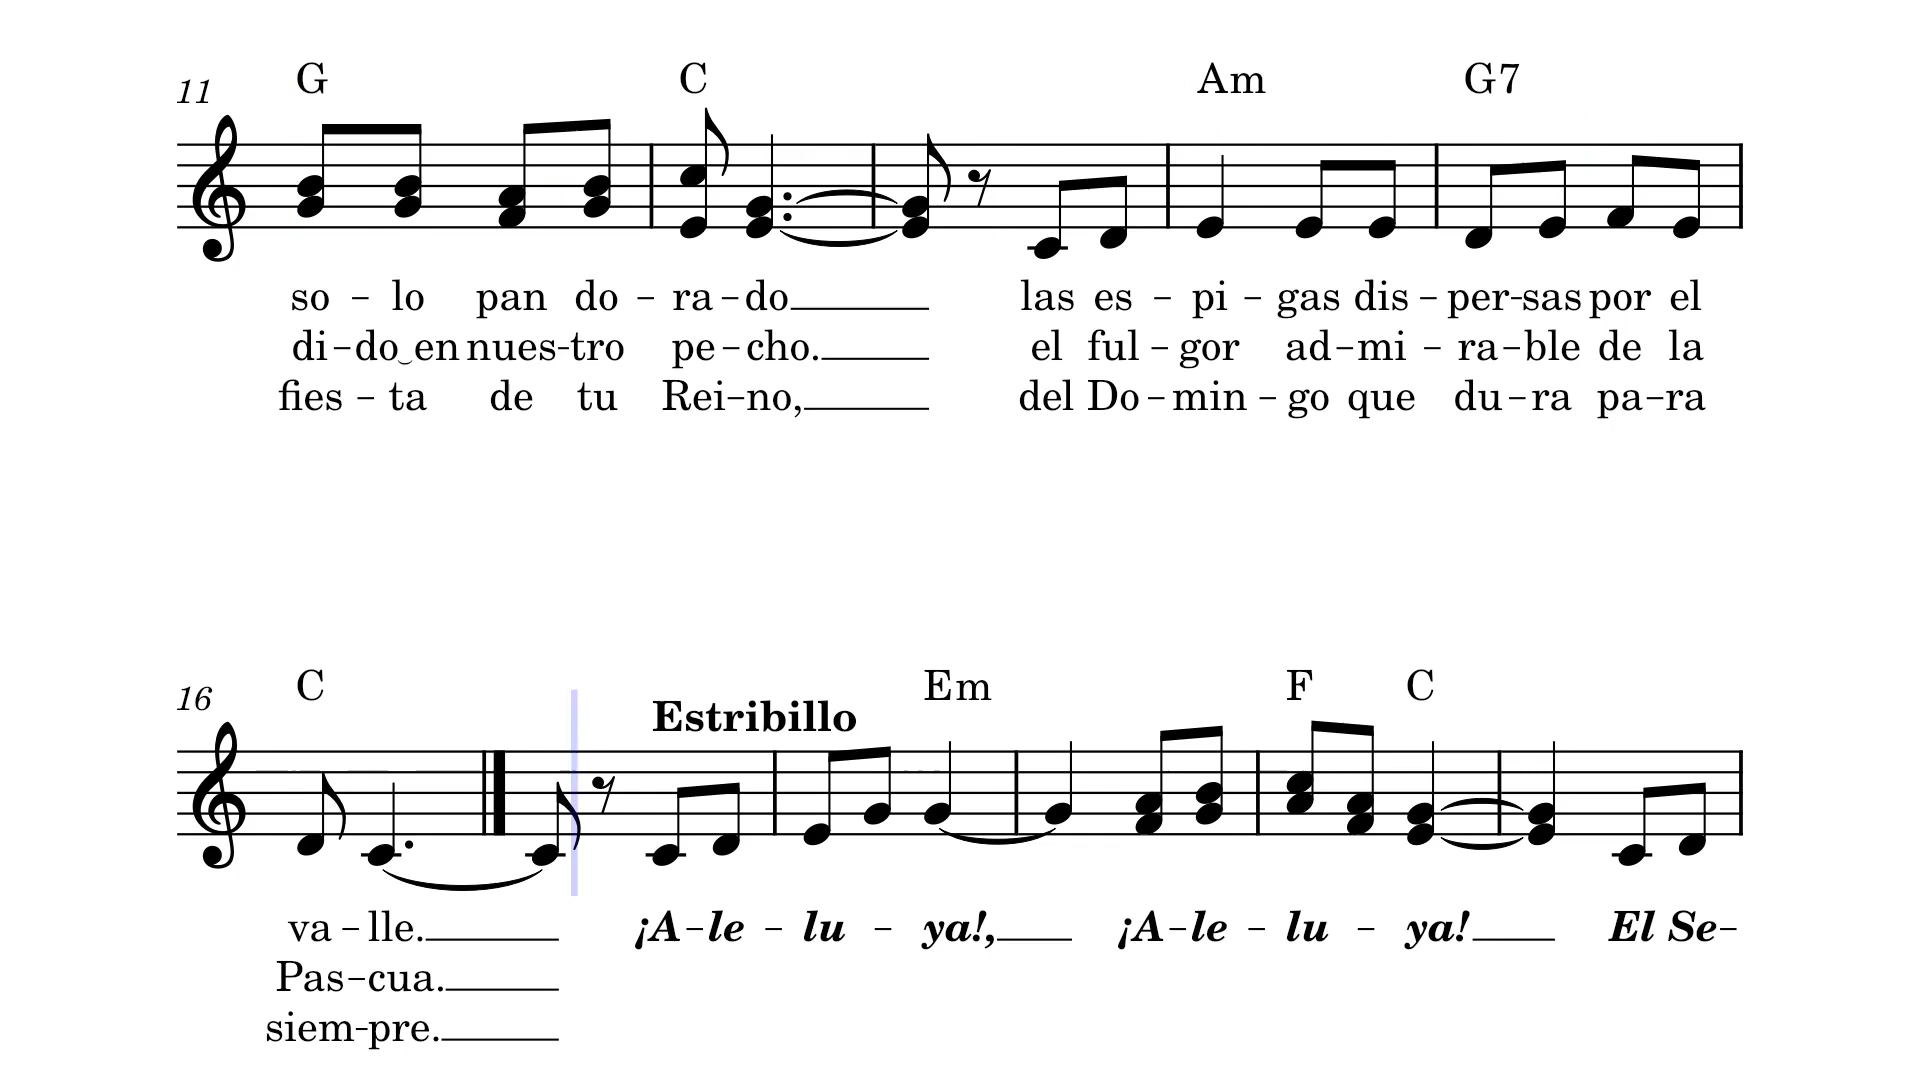 11 G C Am G7
so – lo pan do – ra – do las es – pi – gas dis – per-sas por el
di – do‿en nues-tro pe – cho. el ful – gor ad – mi – ra – ble de la
fies – ta de tu Rei – no, del Do – min – go que du – ra pa – ra
16 C Em F C
Estribillo
va – lle. ¡A – le – lu – ya!, ¡A – le – lu – ya! El Se –
Pas – cua.
siem-pre.